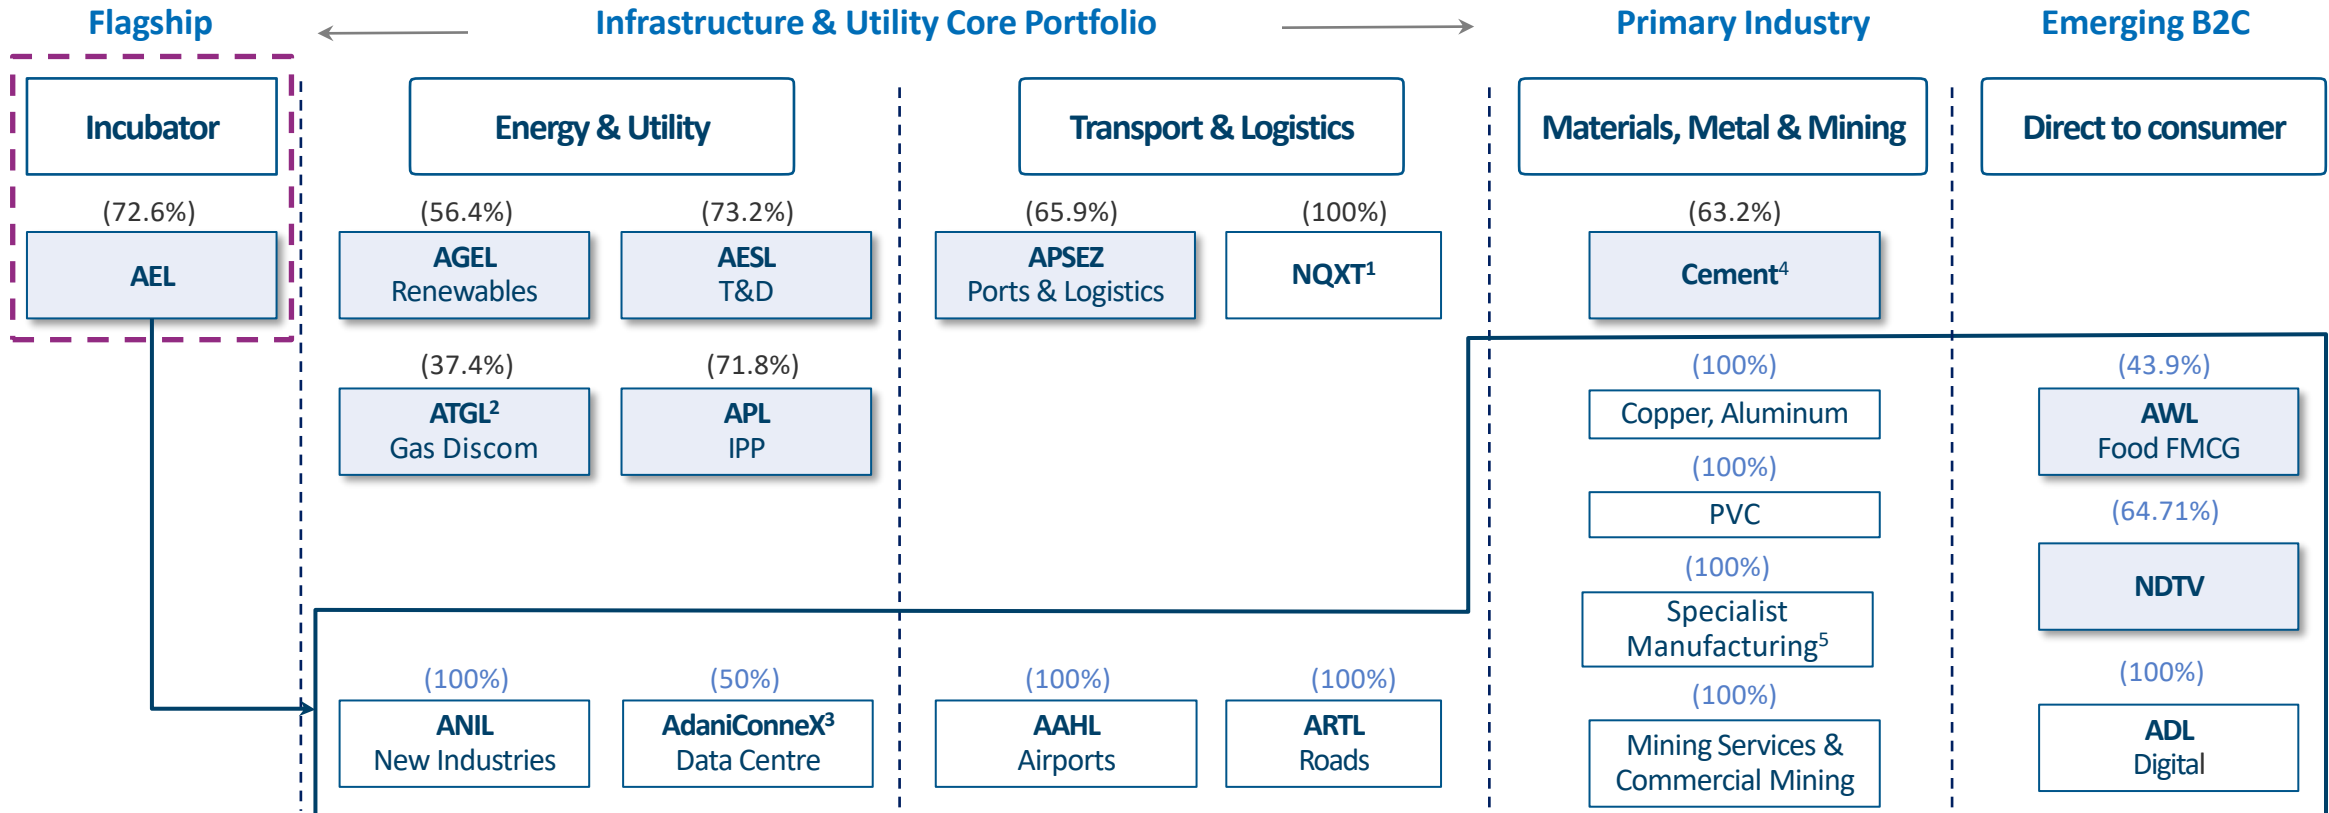 Flagship
Infrastructure & Utility Core Portfolio
Primary Industry
Emerging B2C
Incubator
Energy & Utility
Transport & Logistics
Materials, Metal & Mining
Direct to consumer
(72.6%)
AEL
(56.4%)
AGEL
Renewables
(73.2%)
AESL
T&D
(65.9%)
APSEZ
Ports & Logistics
(100%)
NQXT¹
(63.2%)
Cement⁴
(37.4%)
ATGL²
Gas Discom
(71.8%)
APL
IPP
(100%)
Copper, Aluminum
(100%)
PVC
(100%)
Specialist
Manufacturing⁵
(100%)
Mining Services &
Commercial Mining
(43.9%)
AWL
Food FMCG
(64.71%)
NDTV
(100%)
ADL
Digital
(100%)
ANIL
New Industries
(50%)
AdaniConneX³
Data Centre
(100%)
AAHL
Airports
(100%)
ARTL
Roads